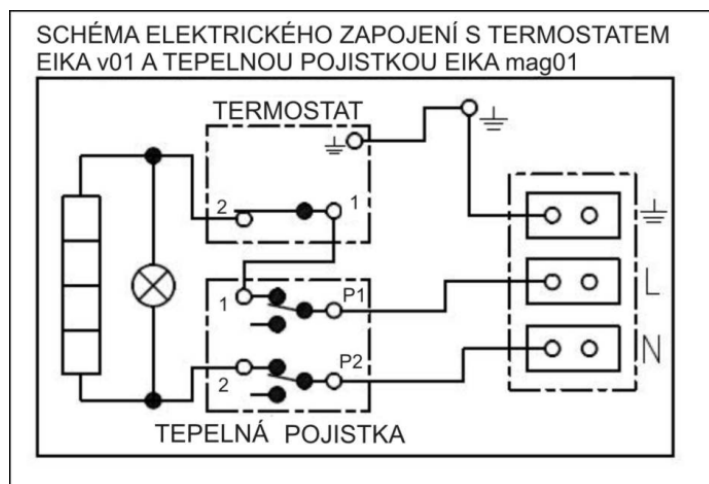 SCHÉMA ELEKTRICKÉHO ZAPOJENÍ S TERMOSTATEM
EIKA v01 A TEPELNOU POJISTKOU EIKA mag01
TERMOSTAT
2
1
1
P1
L
2
P2
N
TEPELNÁ POJISTKA